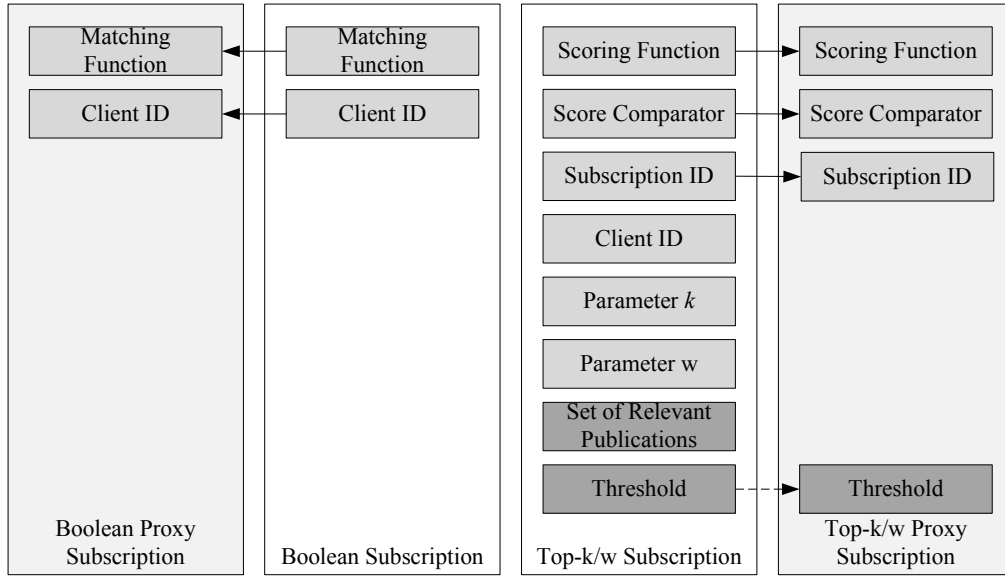 Matching
Function
Client ID
Boolean Proxy
Subscription
Matching
Function
Client ID
Boolean Subscription
Scoring Function
Score Comparator
Subscription ID
Client ID
Parameter k
Parameter w
Set of Relevant
Publications
Threshold
Top-k/w Subscription
Scoring Function
Score Comparator
Subscription ID
Threshold
Top-k/w Proxy
Subscription